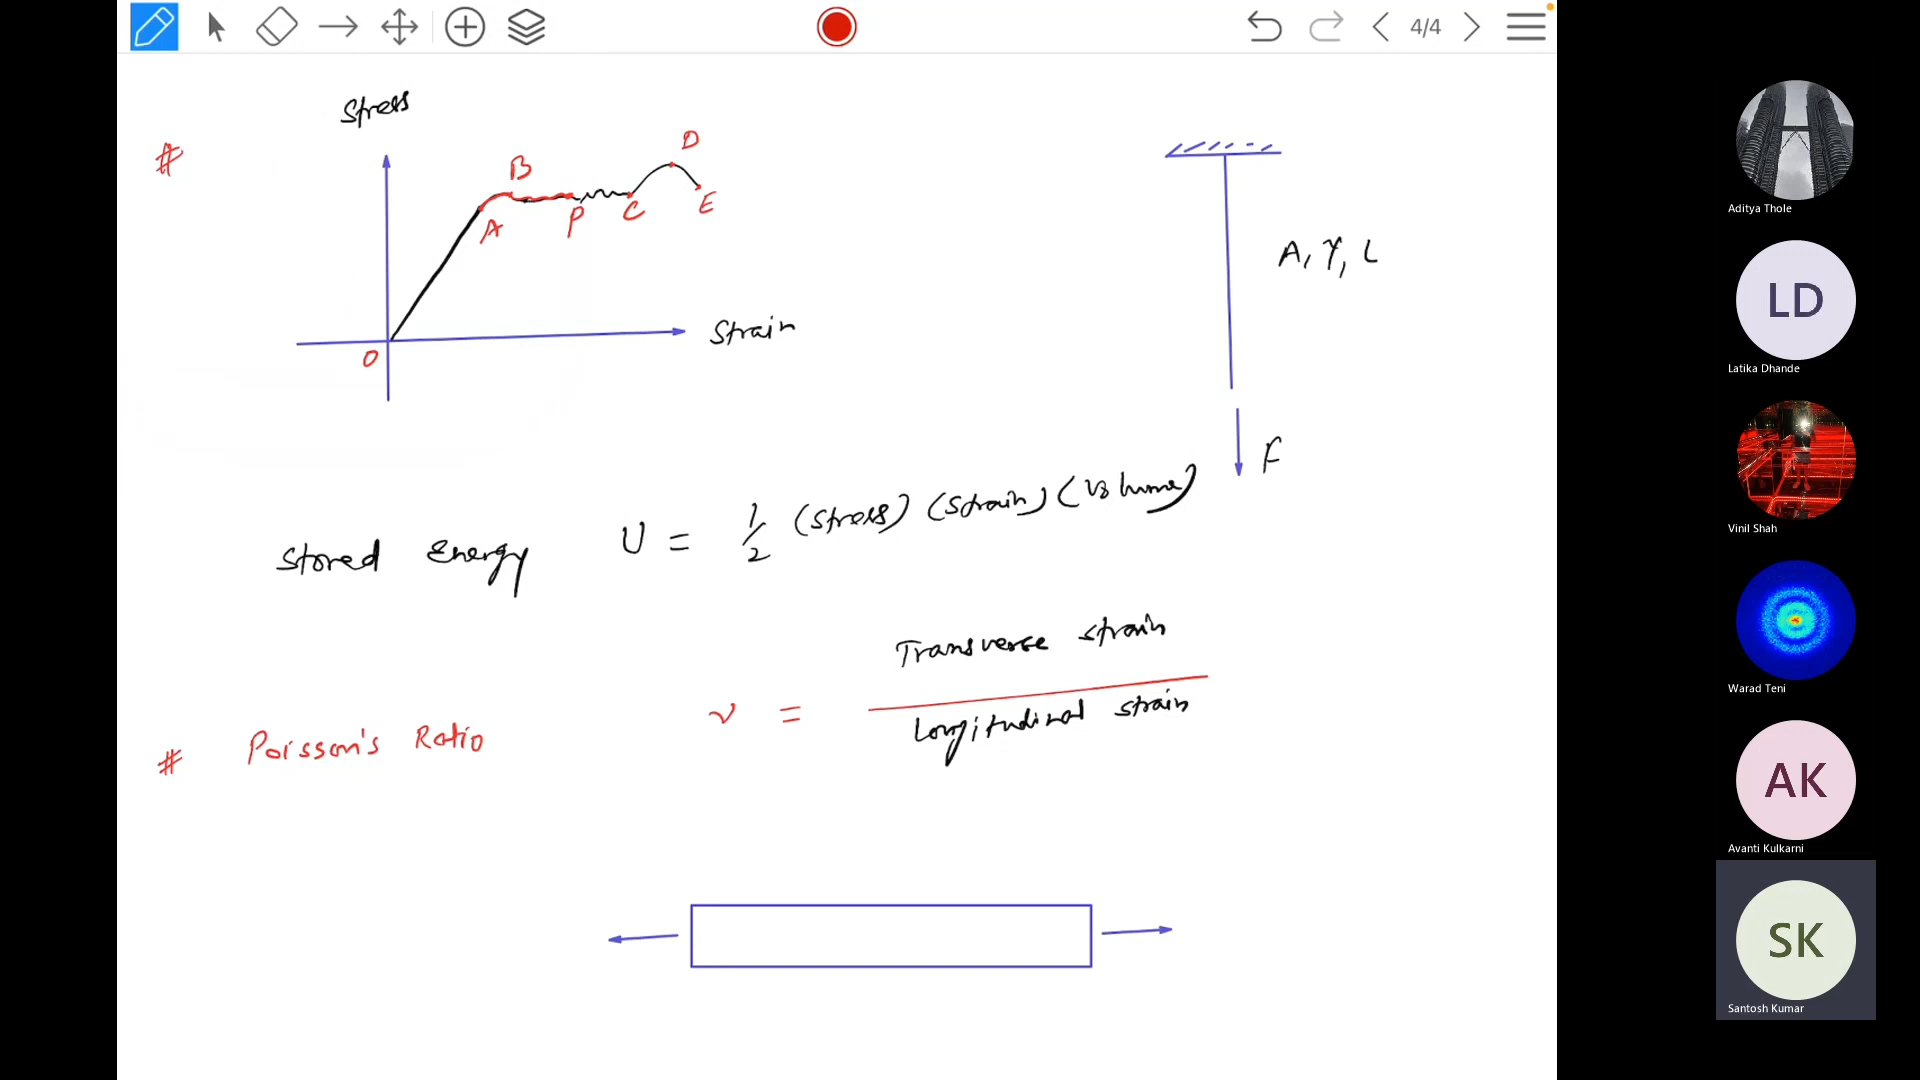 4/4
Stress
#
B
D
A
P
C
E
Strain
O
A, Y, L
F
Stored Energy U = 1/2 (stress) (strain) (volume)
# Poisson's Ratio ν = Transverse strain
Longitudinal strain
Aditya Thole
LD
Latika Dhande
Vinil Shah
Warad Teni
AK
Avanti Kulkarni
SK
Santosh Kumar